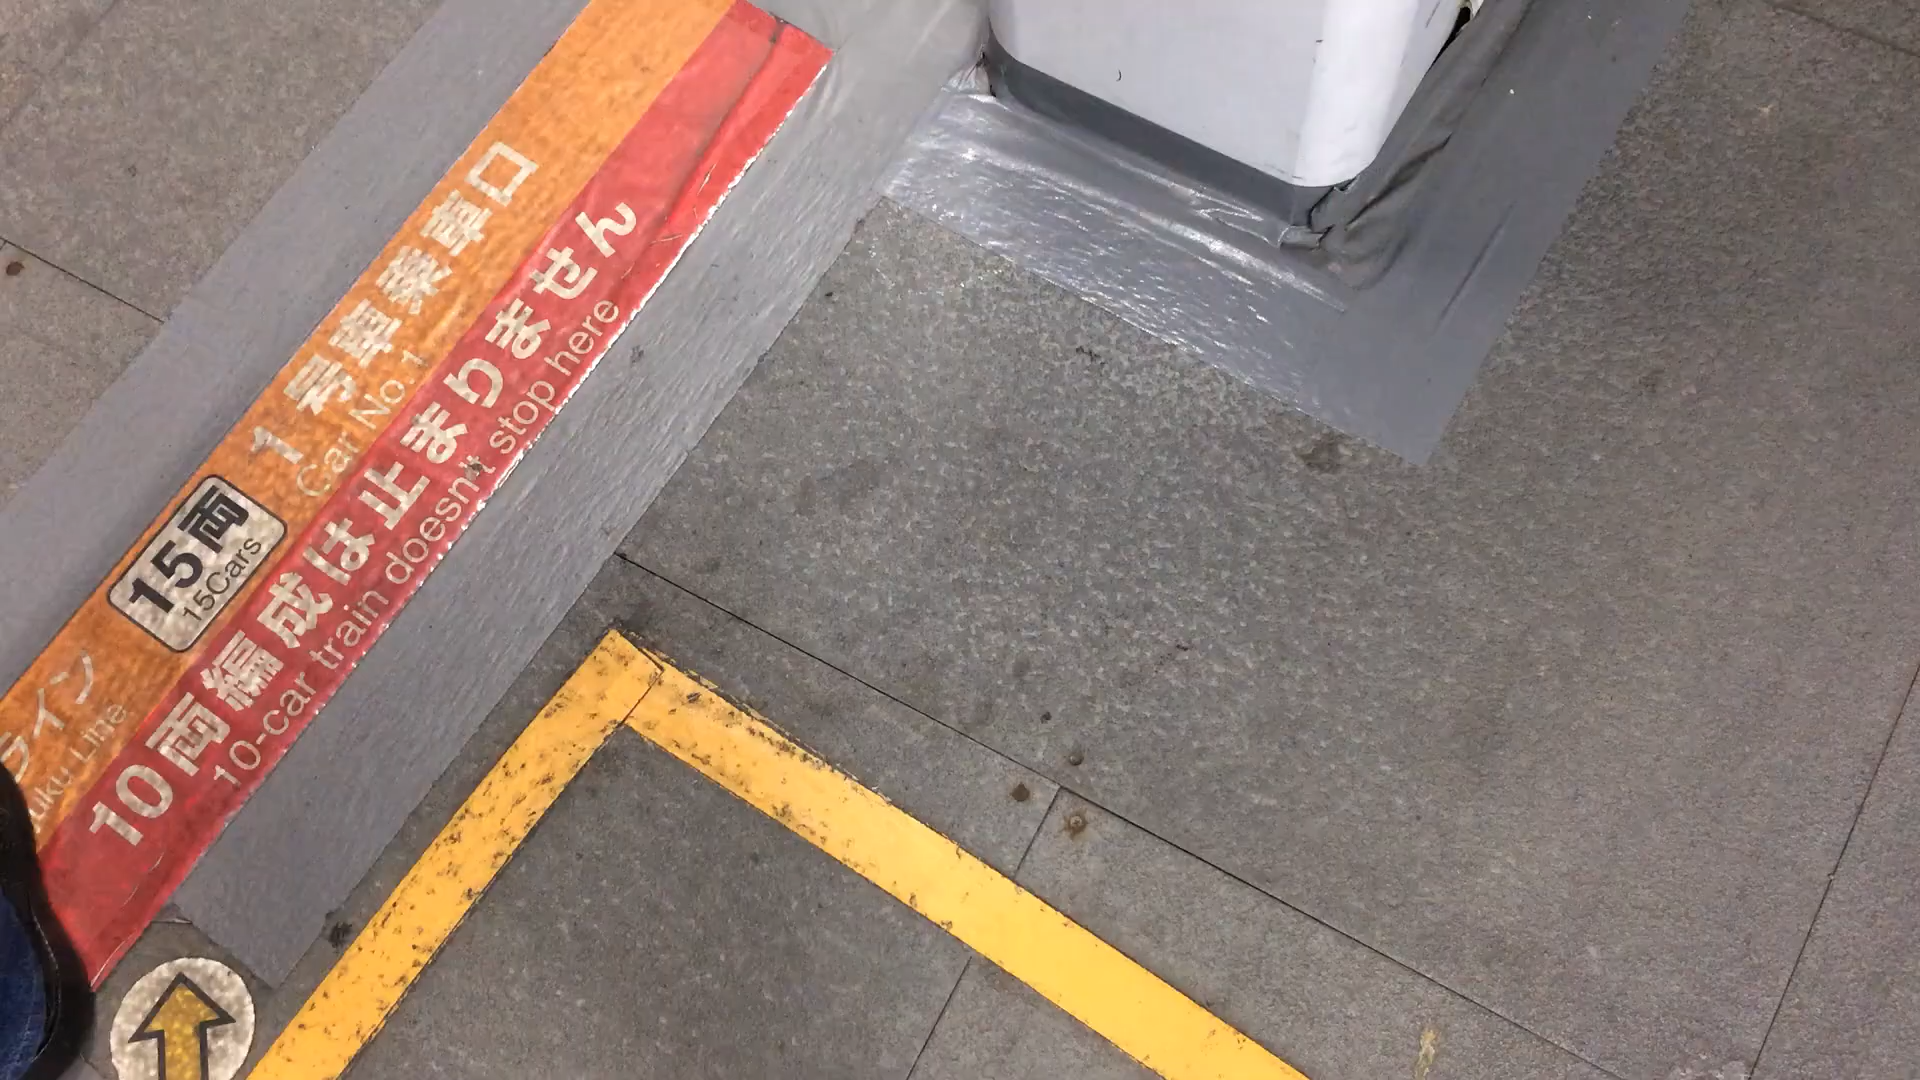 ライン
15両
15Cars
1号車乗車口
Car No.1
Line
10両編成は止まりません
10-car train doesn't stop here